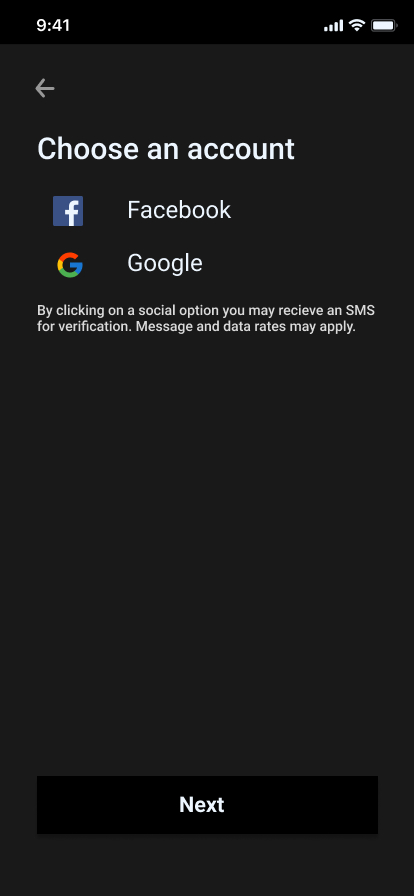 9:41
Choose an account
Facebook
Google
By clicking on a social option you may recieve an SMS
for verification. Message and data rates may apply.
Next